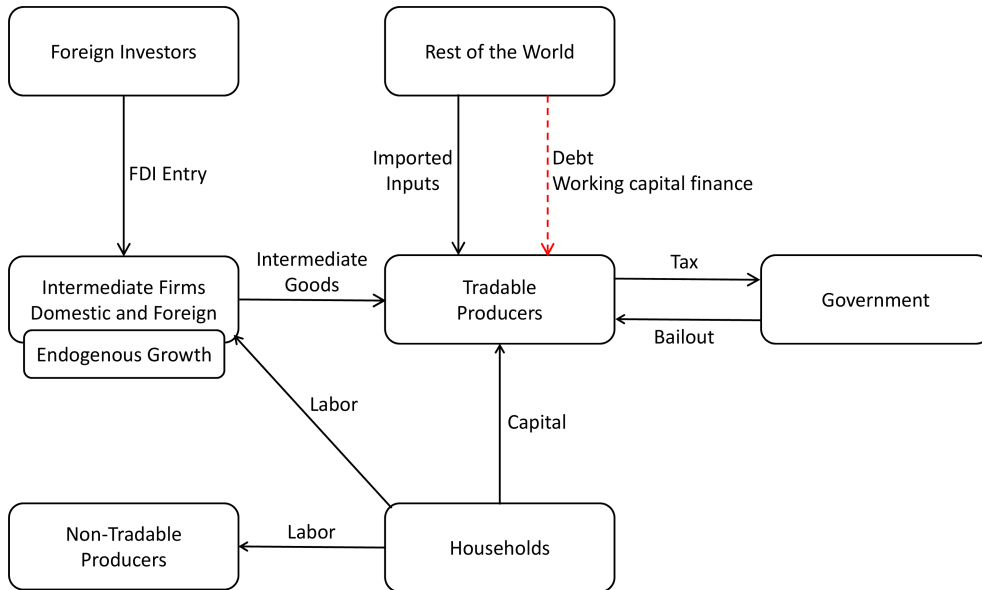 Foreign Investors
Rest of the World
FDI Entry
Imported
Inputs
Debt
Working capital finance
Intermediate Firms
Domestic and Foreign
Endogenous Growth
Intermediate
Goods
Tradable
Producers
Tax
Bailout
Government
Labor
Capital
Non-Tradable
Producers
Labor
Households